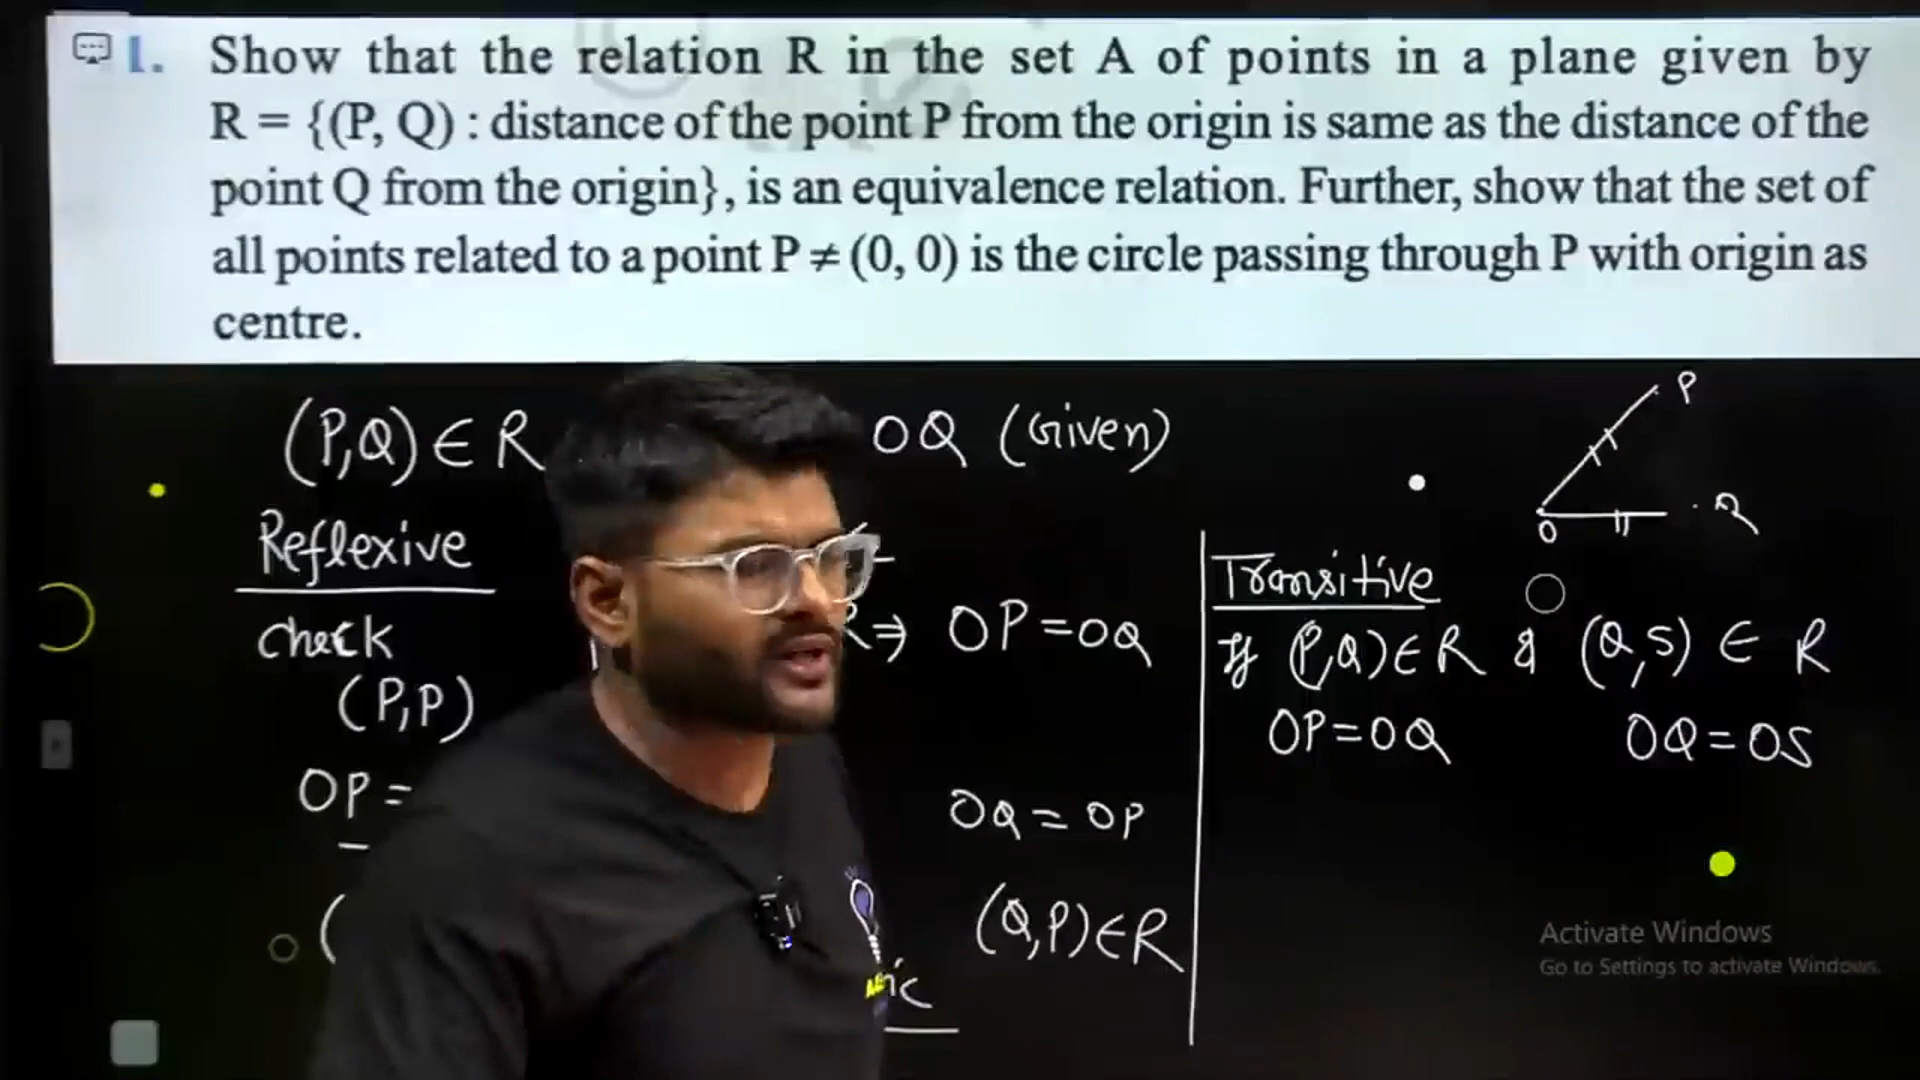 1. Show that the relation R in the set A of points in a plane given by
R = {(P, Q) : distance of the point P from the origin is same as the distance of the
point Q from the origin}, is an equivalence relation. Further, show that the set of
all points related to a point P ≠ (0, 0) is the circle passing through P with origin as
centre.
(P,Q) ∈ R
OQ (Given)
P
Q
O
Reflexive
check
(P,P)
OP =
(
R ⇒ OP = OQ
OQ = OP
(Q,P) ∈ R
ic
Transitive
If (P,Q) ∈ R & (Q,S) ∈ R
OP = OQ OQ = OS
Activate Windows
Go to Settings to activate Windows.